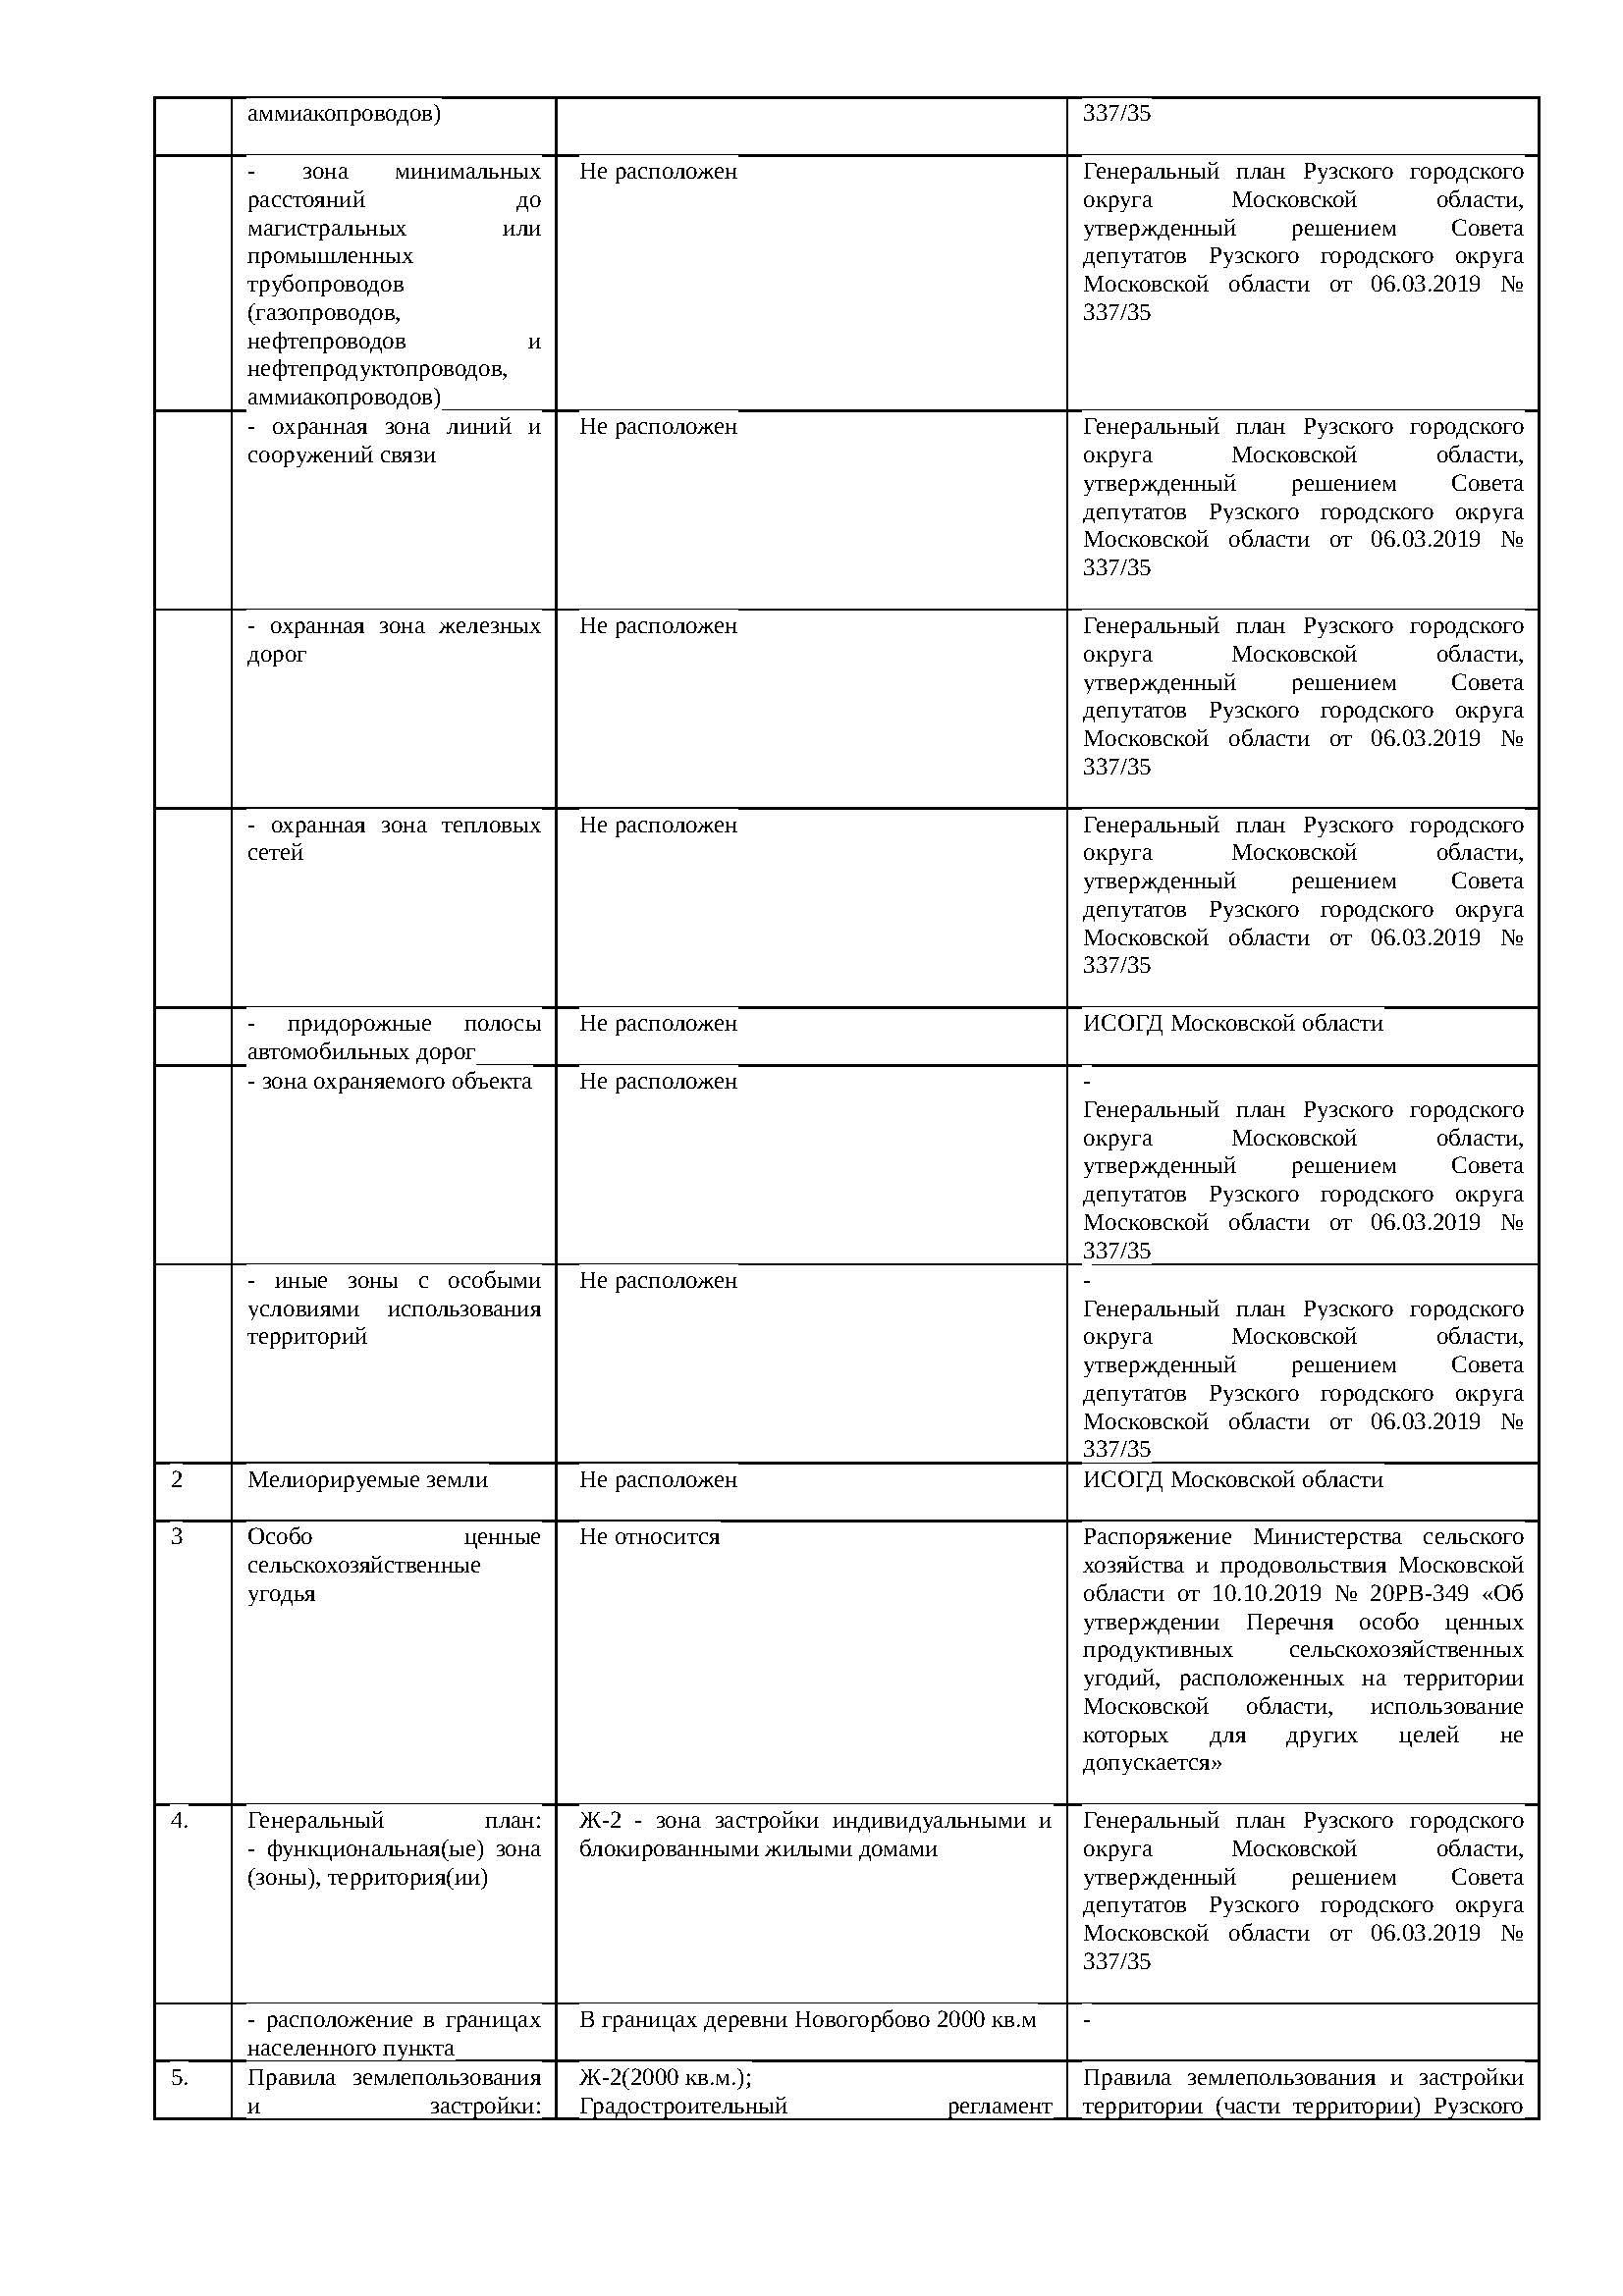 аммиакопроводов)
337/35
- зона минимальных
расстояний до
магистральных или
промышленных
трубопроводов
(газопроводов,
нефтепроводов и
нефтепродуктопроводов,
аммиакопроводов)
Не расположен
Генеральный план Рузского городского
округа Московской области,
утвержденный решением Совета
депутатов Рузского городского округа
Московской области от 06.03.2019 №
337/35
- охранная зона линий и
сооружений связи
Не расположен
Генеральный план Рузского городского
округа Московской области,
утвержденный решением Совета
депутатов Рузского городского округа
Московской области от 06.03.2019 №
337/35
- охранная зона железных
дорог
Не расположен
Генеральный план Рузского городского
округа Московской области,
утвержденный решением Совета
депутатов Рузского городского округа
Московской области от 06.03.2019 №
337/35
- охранная зона тепловых
сетей
Не расположен
Генеральный план Рузского городского
округа Московской области,
утвержденный решением Совета
депутатов Рузского городского округа
Московской области от 06.03.2019 №
337/35
- придорожные полосы
автомобильных дорог
Не расположен
ИСОГД Московской области
- зона охраняемого объекта
Не расположен
-
Генеральный план Рузского городского
округа Московской области,
утвержденный решением Совета
депутатов Рузского городского округа
Московской области от 06.03.2019 №
337/35
- иные зоны с особыми
условиями использования
территорий
Не расположен
-
Генеральный план Рузского городского
округа Московской области,
утвержденный решением Совета
депутатов Рузского городского округа
Московской области от 06.03.2019 №
337/35
2
Мелиорируемые земли
Не расположен
ИСОГД Московской области
3
Особо ценные
сельскохозяйственные
угодья
Не относится
Распоряжение Министерства сельского
хозяйства и продовольствия Московской
области от 10.10.2019 № 20РВ-349 «Об
утверждении Перечня особо ценных
продуктивных сельскохозяйственных
угодий, расположенных на территории
Московской области, использование
которых для других целей не
допускается»
4.
Генеральный план:
- функциональная(ые) зона
(зоны), территория(ии)
Ж-2 - зона застройки индивидуальными и
блокированными жилыми домами
Генеральный план Рузского городского
округа Московской области,
утвержденный решением Совета
депутатов Рузского городского округа
Московской области от 06.03.2019 №
337/35
- расположение в границах
населенного пункта
В границах деревни Новогорбово 2000 кв.м
-
5.
Правила землепользования
и застройки:
Ж-2(2000 кв.м.);
Градостроительный регламент
Правила землепользования и застройки
территории (части территории) Рузского